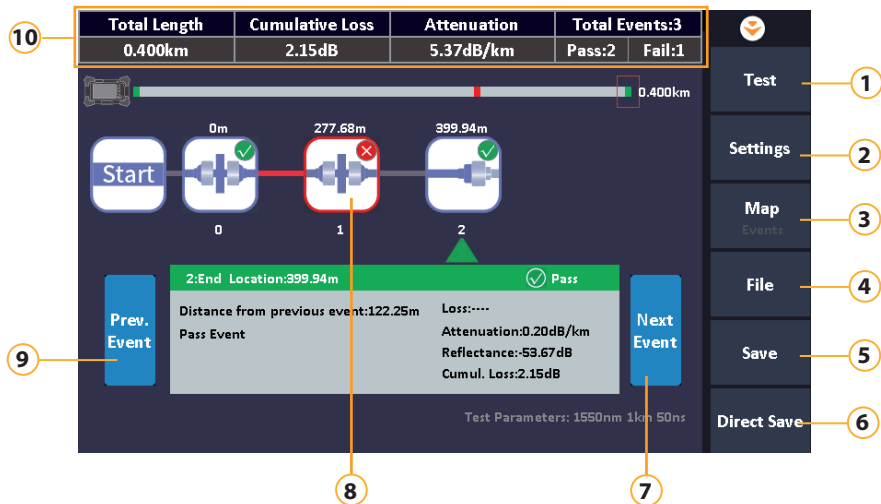 Total Length Cumulative Loss Attenuation Total Events:3
10
0.400km 2.15dB 5.37dB/km Pass:2 Fail:1
Test 1
0.400km
0m 277.68m 399.94m
Settings 2
Start
Map 3
Events
0 1 2
2:End Location:399.94m Pass
File 4
Distance from previous event:122.25m Loss:----
Prev. Event
Pass Event Attenuation:0.20dB/km
Next Event
Reflectance:-53.67dB
9
Save 5
Cumul. Loss:2.15dB
Test Parameters: 1550nm 1km 50ns
Direct Save 6
8 7